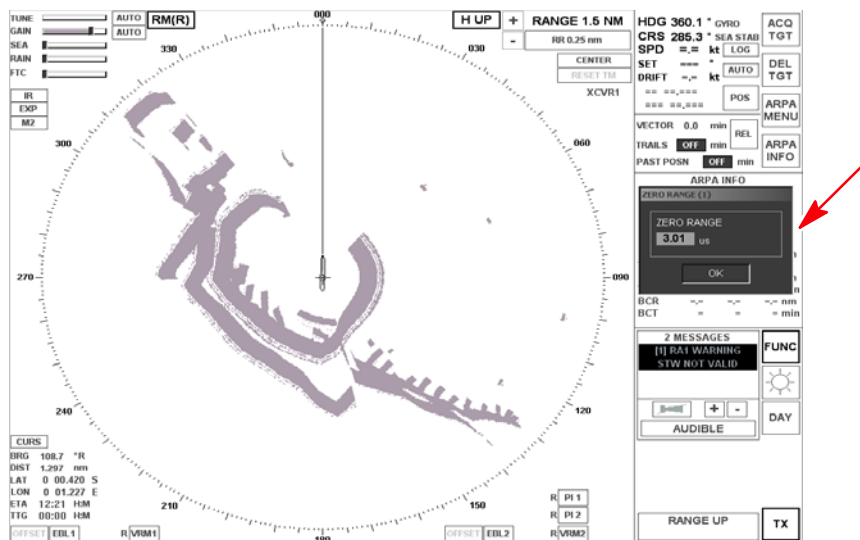 TUNE AUTO RM(R) 000 H UP + RANGE 1.5 NM
GAIN AUTO - RR 0.25 nm
SEA 330 030 CENTER
RAIN RESET TM
FTC XCVR1
IR
EXP
M2
300 060
270 090
240 120
210 150
180
HDG 360.1 ° GYRO
CRS 285.3 ° SEA STAB
SPD =.= kt LOG
SET --- °
DRIFT -.- kt AUTO
== ==.===
=== ==.=== POS
VECTOR 0.0 min
REL
TRAILS OFF min
PAST POSN OFF min
ACQ
TGT
DEL
TGT
ARPA
MENU
ARPA
INFO
ARPA INFO
ZERO RANGE (1)
ZERO RANGE
3.01 us
OK
BCR -.- -.- -.- nm
BCT = = = min
2 MESSAGES
[1] RA1 WARNING
STW NOT VALID
+ -
AUDIBLE
FUNC
DAY
RANGE UP
TX
CURS
BRG 108.7 °R
DIST 1.297 nm
LAT 0 00.420 S
LON 0 01.227 E
ETA 12:21 H:M
TTG 00:00 H:M
OFFSET EBL1 R VRM1
R PI 1
R PI 2
OFFSET EBL2 R VRM2